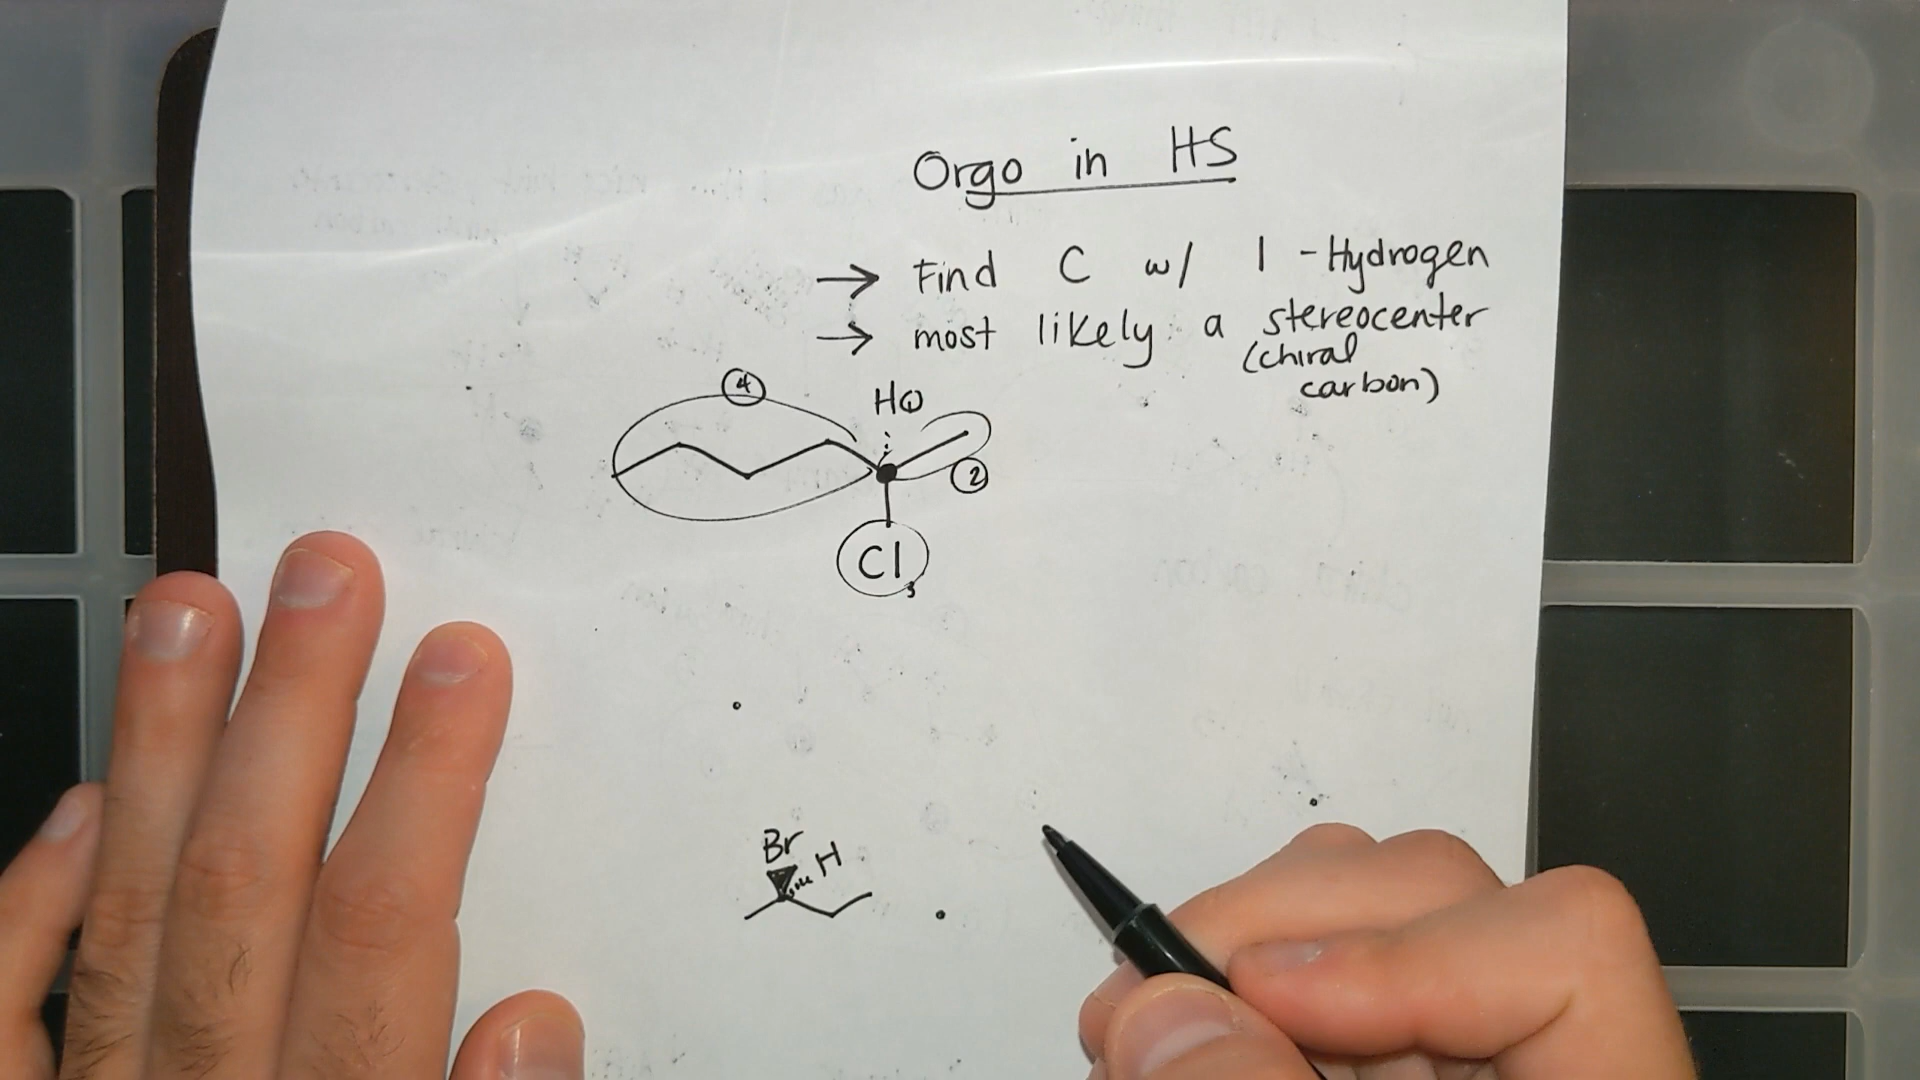 Orgo in HS
→ Find C w/ 1-Hydrogen
→ most likely a stereocenter
(chiral
carbon)
④
H①
②
Cl
3
Br
H